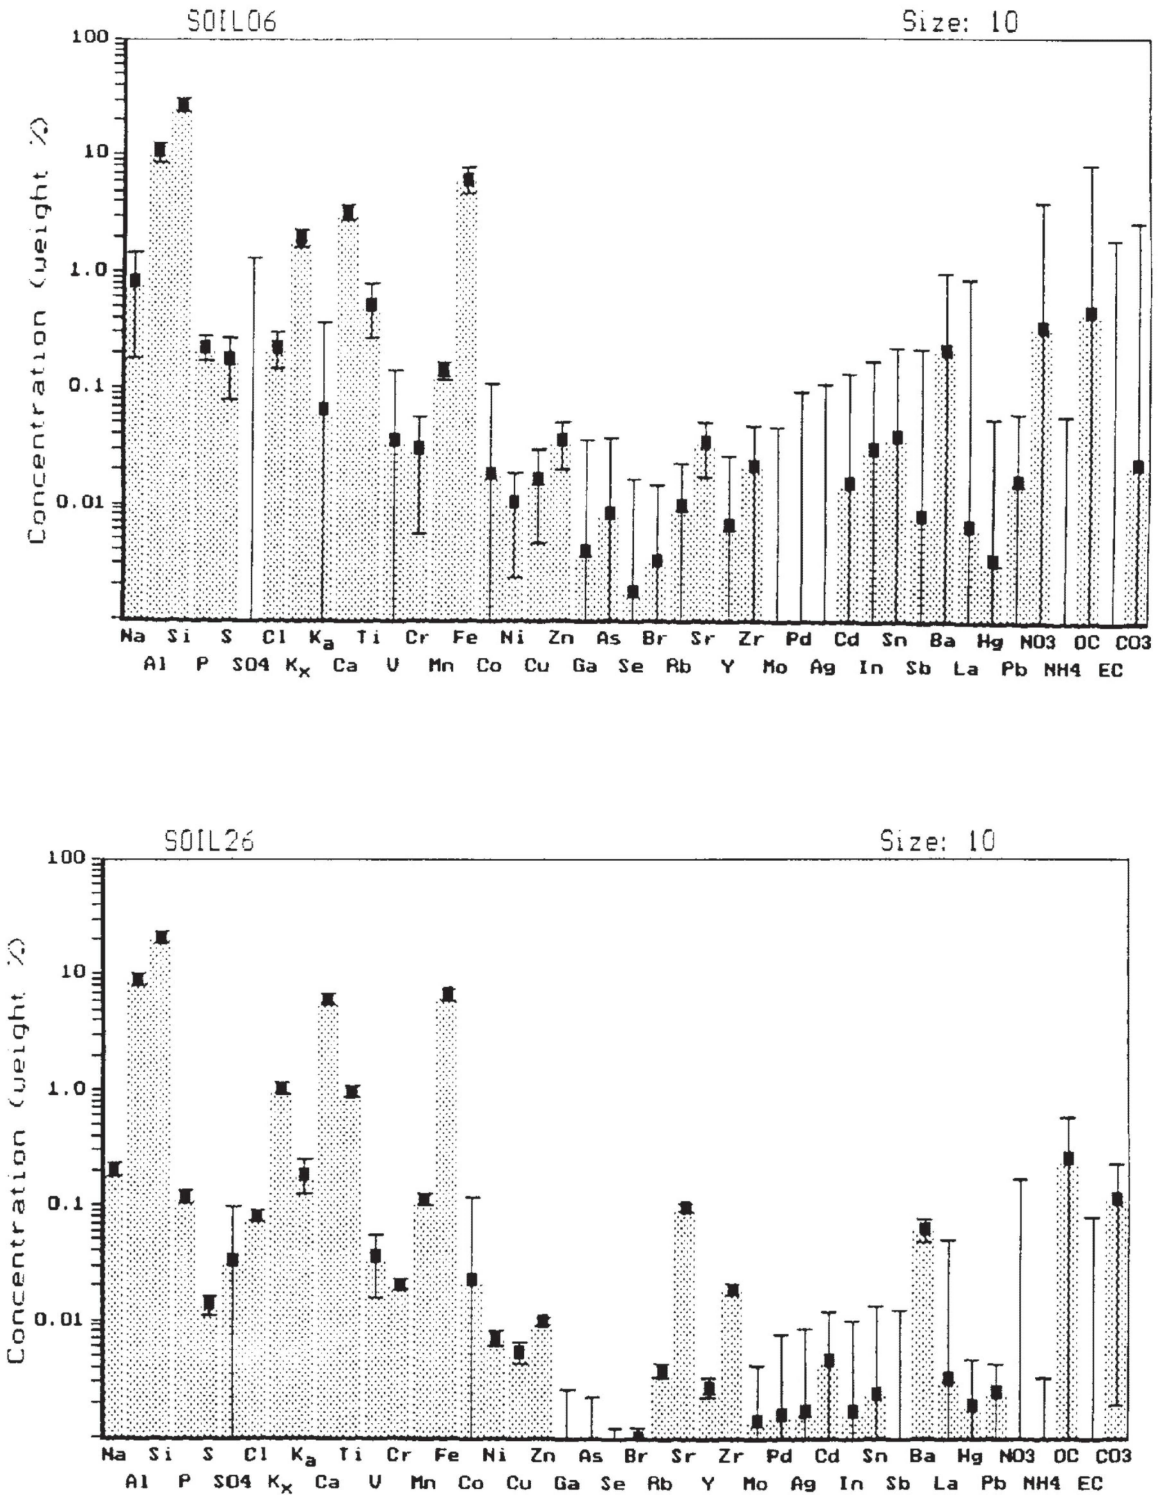 SOIL06 Size: 10
Concentration (weight %)
100
10
1.0
0.1
0.01
Na Si P S Cl Ka Ti Cr Fe Ni Zn As Br Sr Zr Pd Cd Sn Ba Hg NO3 OC CO3
Al P SO4 Kx Ca V Mn Co Cu Ga Se Rb Y Mo Ag In Sb La Pb NH4 EC
SOIL26 Size: 10
Concentration (weight %)
100
10
1.0
0.1
0.01
Na Si S Cl Ka Ti Cr Fe Ni Zn As Br Sr Zr Pd Cd Sn Ba Hg NO3 OC CO3
Al P SO4 Kx Ca V Mn Co Cu Ga Se Rb Y Mo Ag In Sb La Pb NH4 EC